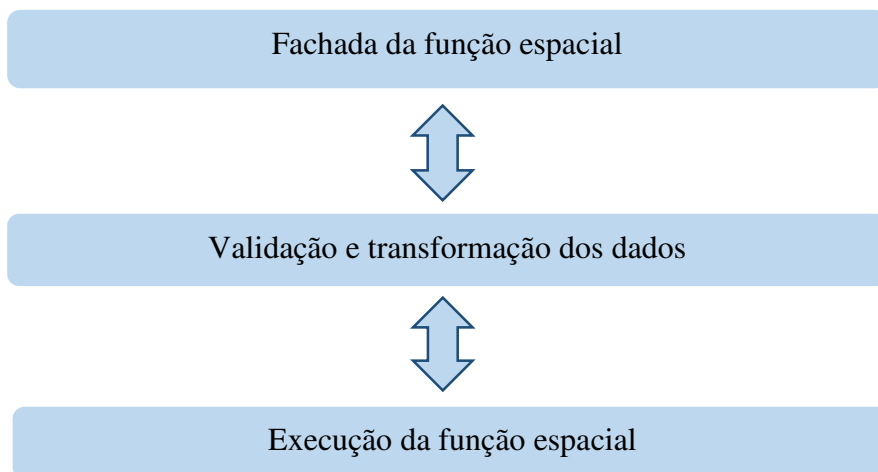 Fachada da função espacial
Validação e transformação dos dados
Execução da função espacial